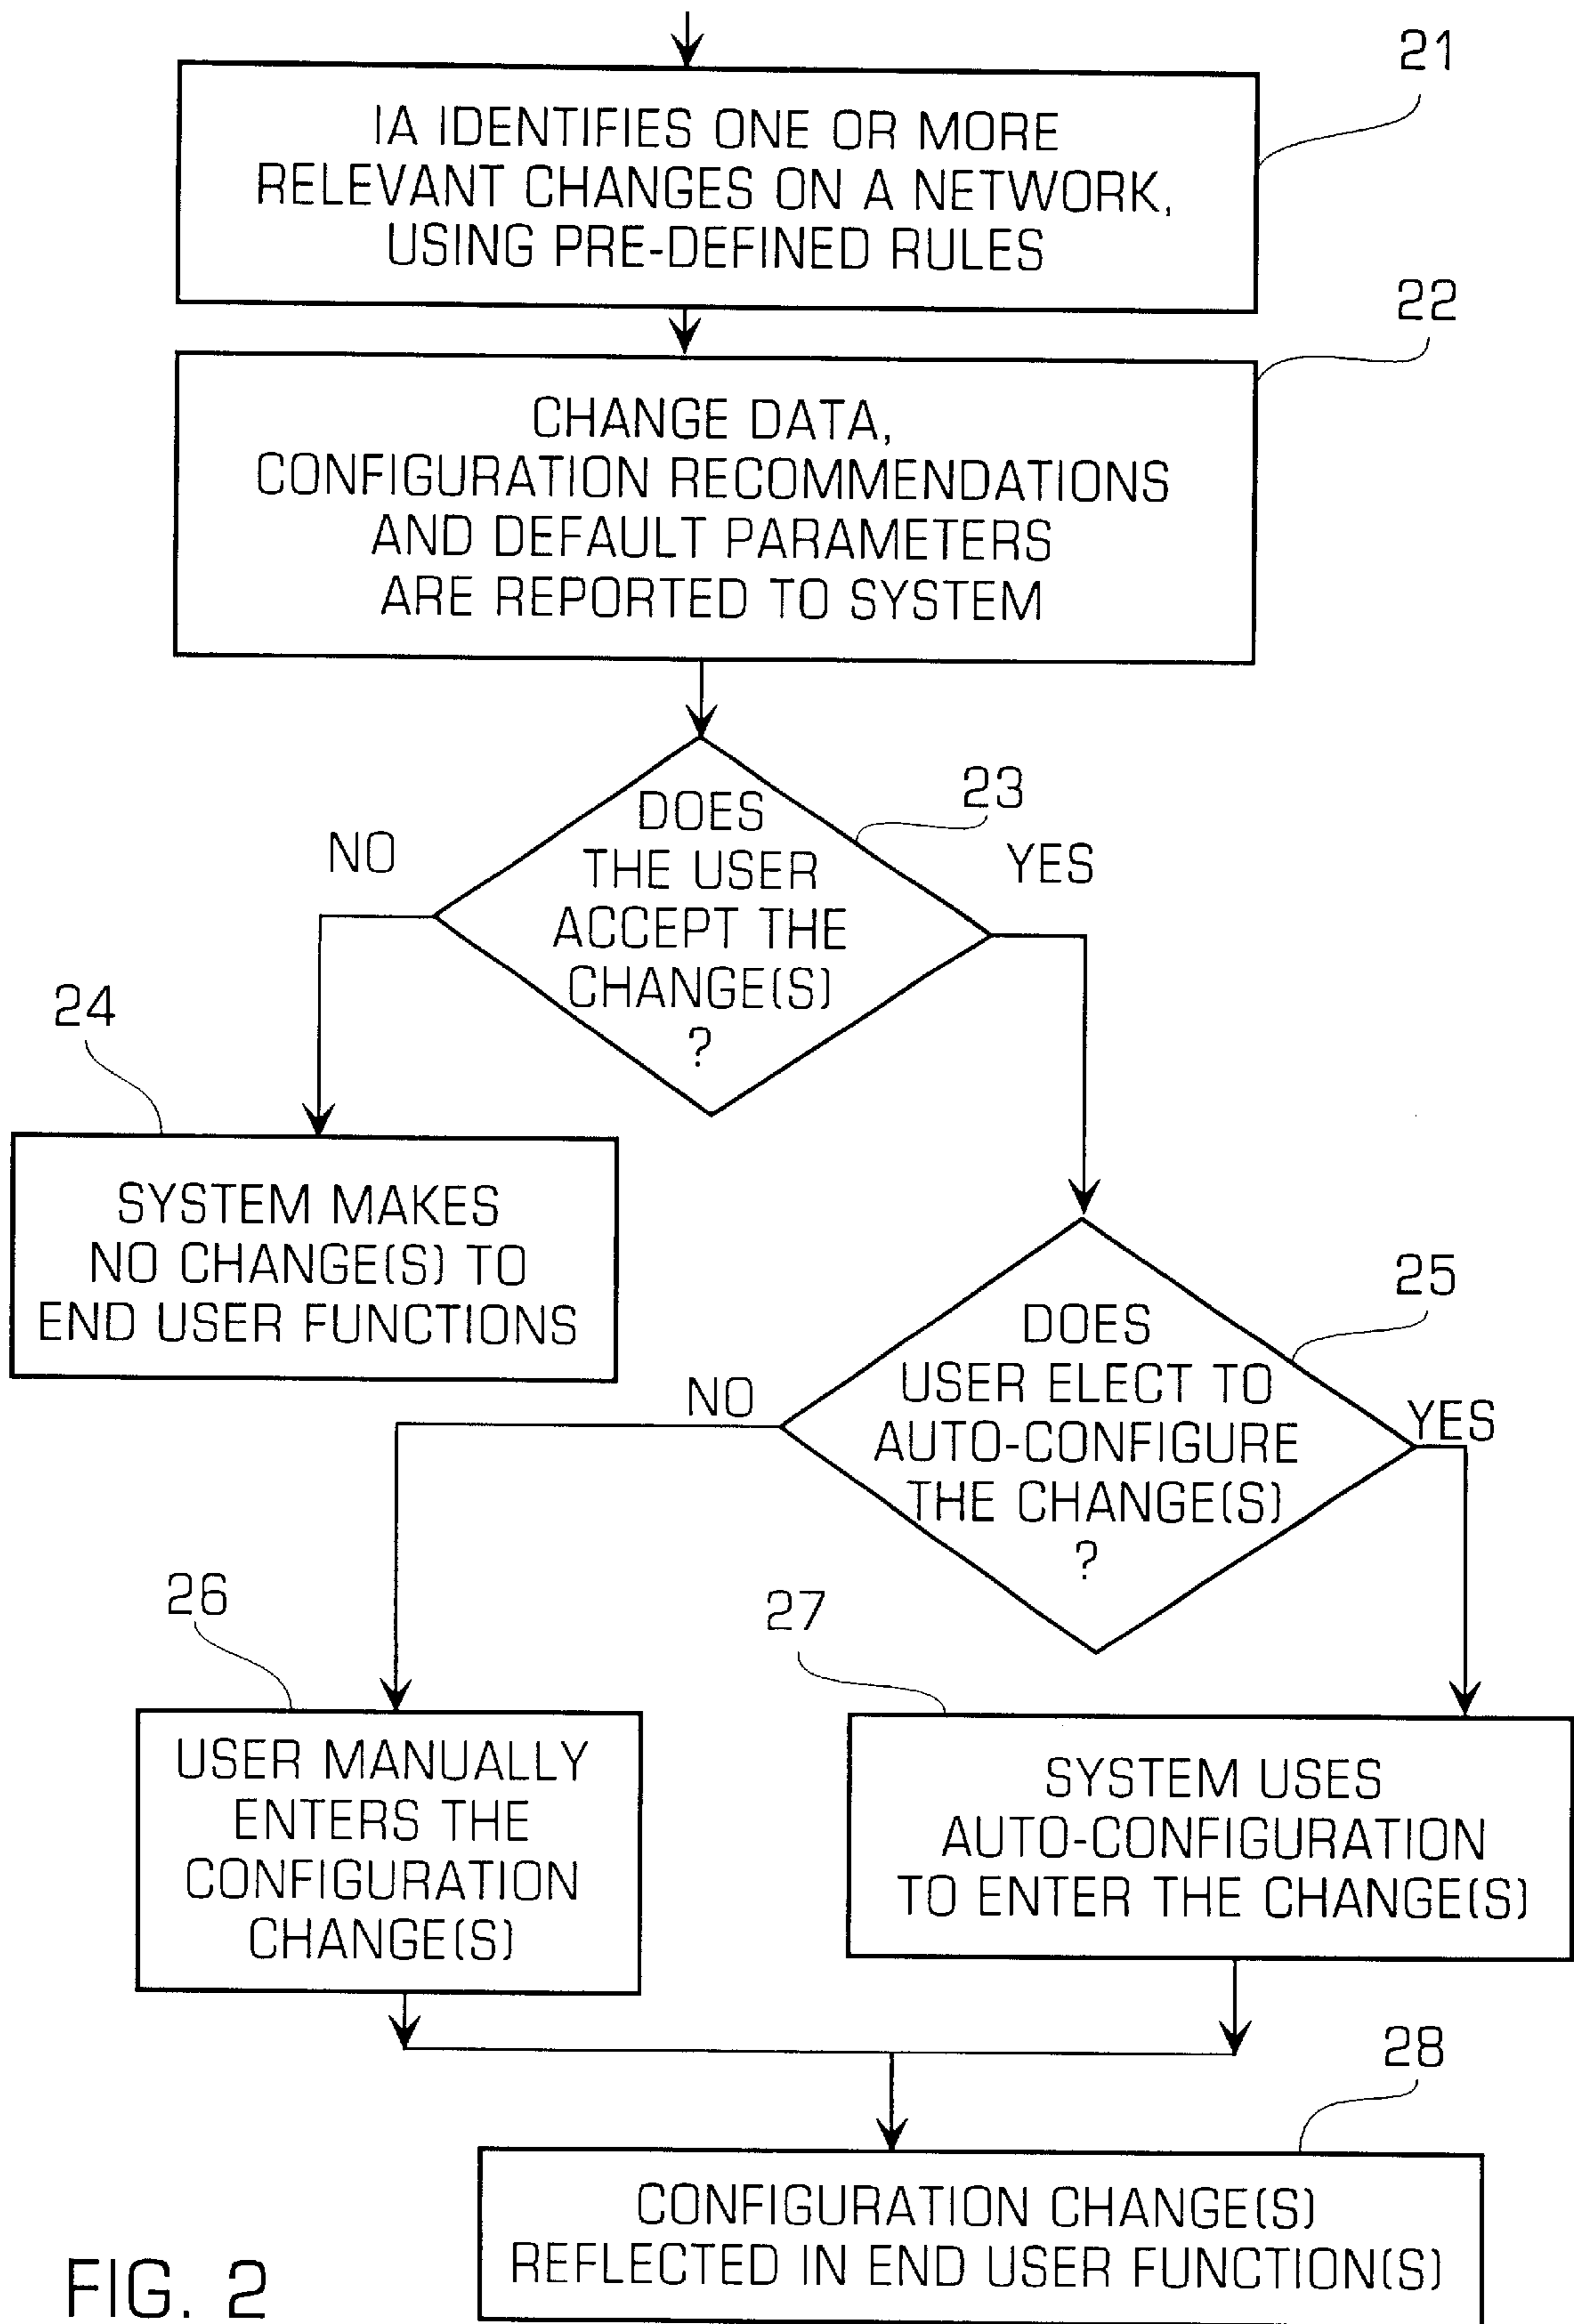 21
IA IDENTIFIES ONE OR MORE
RELEVANT CHANGES ON A NETWORK,
USING PRE-DEFINED RULES
22
CHANGE DATA,
CONFIGURATION RECOMMENDATIONS
AND DEFAULT PARAMETERS
ARE REPORTED TO SYSTEM
23
NO
YES
DOES
THE USER
ACCEPT THE
CHANGE(S)
?
24
SYSTEM MAKES
NO CHANGE(S) TO
END USER FUNCTIONS
25
NO
YES
DOES
USER ELECT TO
AUTO-CONFIGURE
THE CHANGE(S)
?
26
USER MANUALLY
ENTERS THE
CONFIGURATION
CHANGE(S)
27
SYSTEM USES
AUTO-CONFIGURATION
TO ENTER THE CHANGE(S)
28
CONFIGURATION CHANGE(S)
REFLECTED IN END USER FUNCTION(S)
FIG. 2